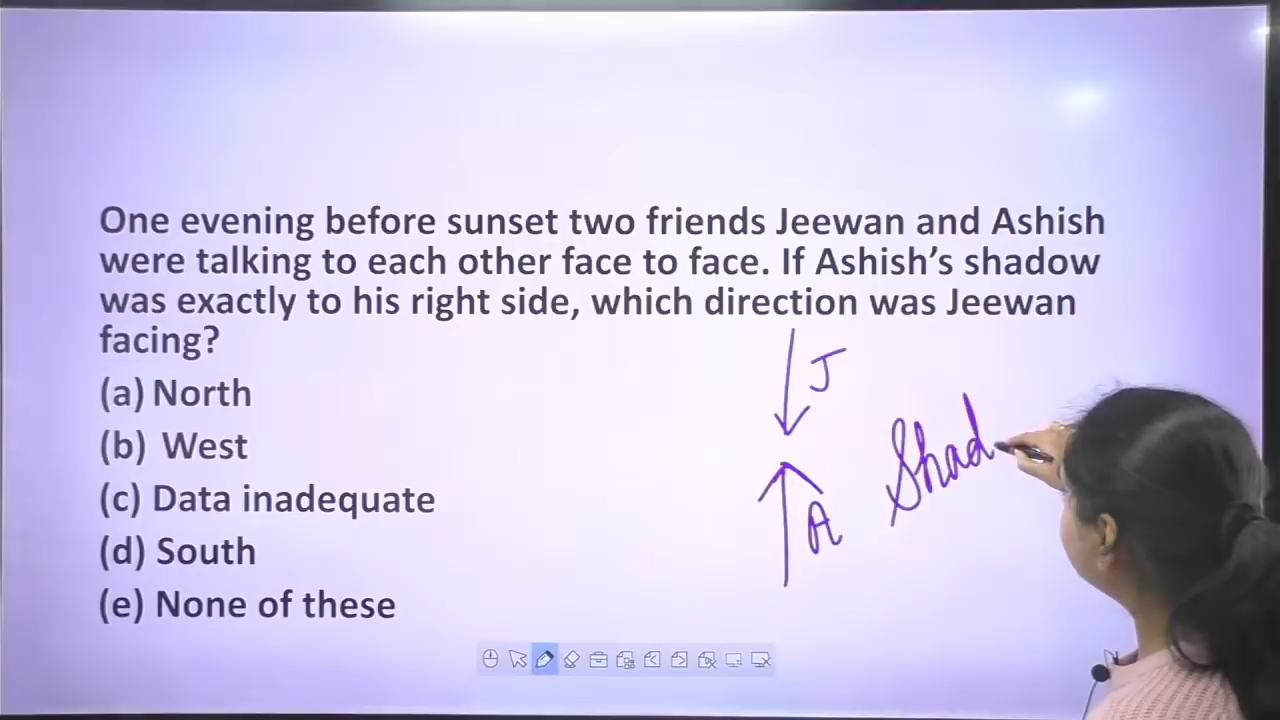 One evening before sunset two friends Jeewan and Ashish
were talking to each other face to face. If Ashish’s shadow
was exactly to his right side, which direction was Jeewan
facing?
(a) North
(b) West
(c) Data inadequate
(d) South
(e) None of these
J
A
Shad